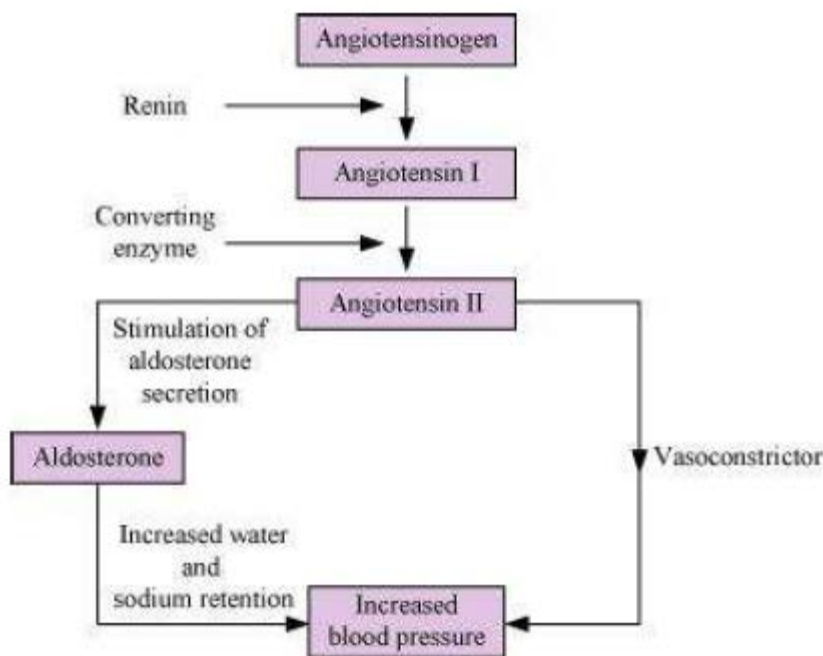 Angiotensinogen
Renin
Angiotensin I
Converting
enzyme
Angiotensin II
Stimulation of
aldosterone
secretion
Aldosterone
Vasoconstrictor
Increased water
and
sodium retention
Increased
blood pressure